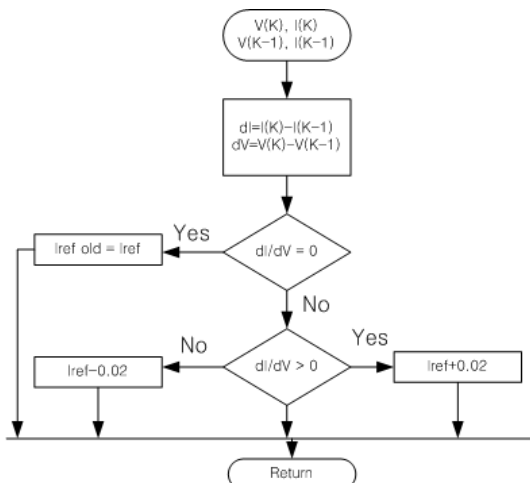 V(K), I(K)
V(K-1), I(K-1)
dI=I(K)-I(K-1)
dV=V(K)-V(K-1)
Yes
Iref old = Iref
dI/dV = 0
No
No
Yes
Iref-0.02
dI/dV > 0
Iref+0.02
Return